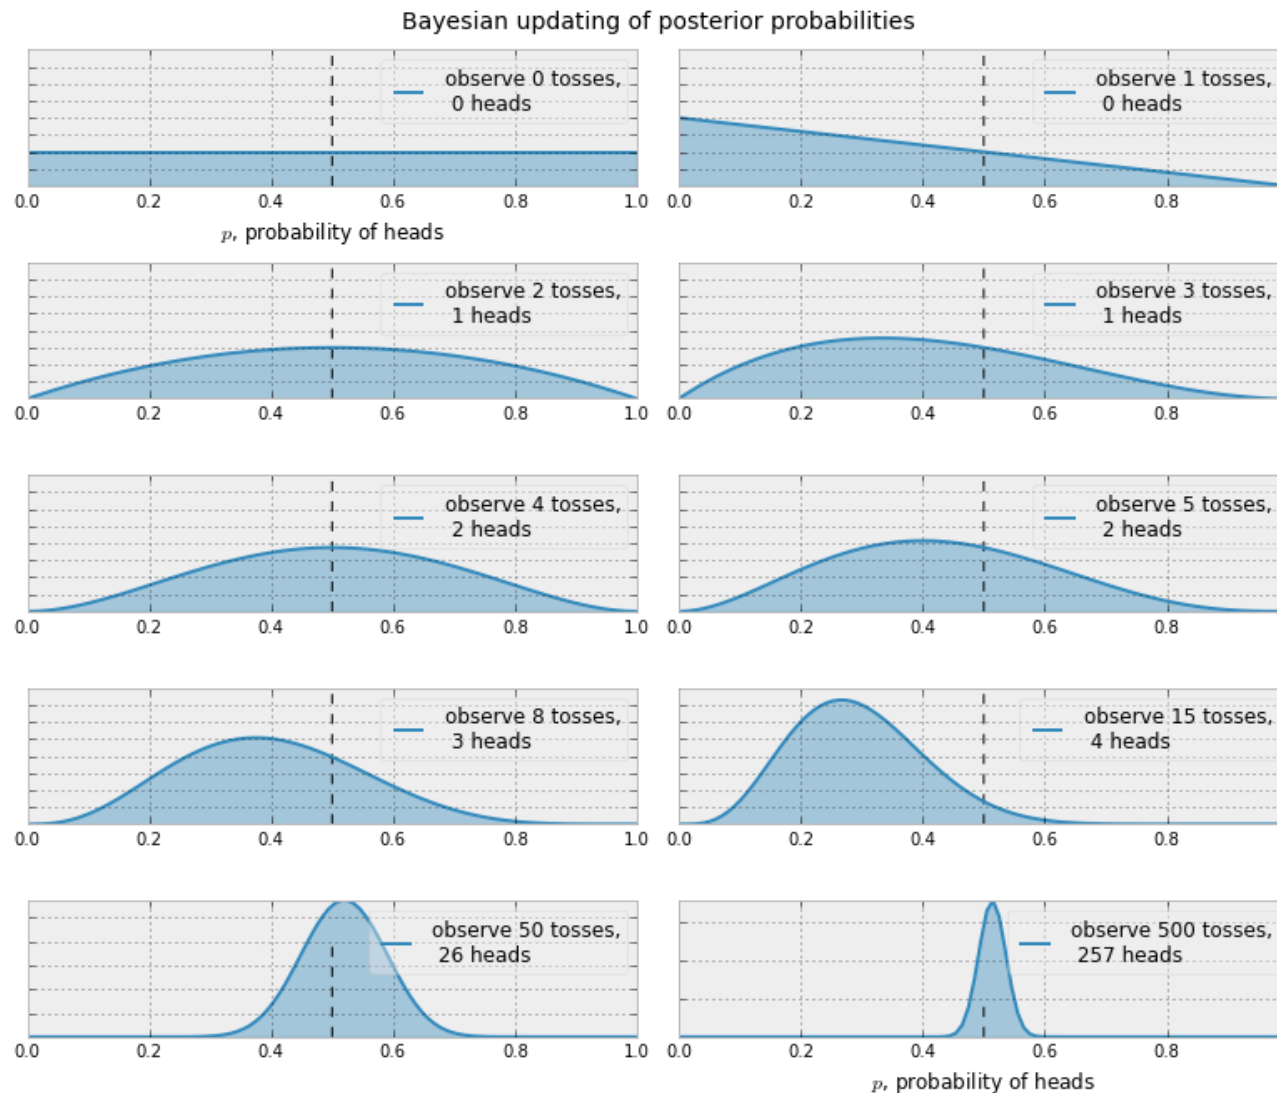 Bayesian updating of posterior probabilities
observe 0 tosses,
0 heads
0.0 0.2 0.4 0.6 0.8 1.0
p, probability of heads
observe 1 tosses,
0 heads
0.0 0.2 0.4 0.6 0.8
observe 2 tosses,
1 heads
0.0 0.2 0.4 0.6 0.8 1.0
observe 3 tosses,
1 heads
0.0 0.2 0.4 0.6 0.8
observe 4 tosses,
2 heads
0.0 0.2 0.4 0.6 0.8 1.0
observe 5 tosses,
2 heads
0.0 0.2 0.4 0.6 0.8
observe 8 tosses,
3 heads
0.0 0.2 0.4 0.6 0.8 1.0
observe 15 tosses,
4 heads
0.0 0.2 0.4 0.6 0.8
observe 50 tosses,
26 heads
0.0 0.2 0.4 0.6 0.8 1.0
observe 500 tosses,
257 heads
0.0 0.2 0.4 0.6 0.8
p, probability of heads